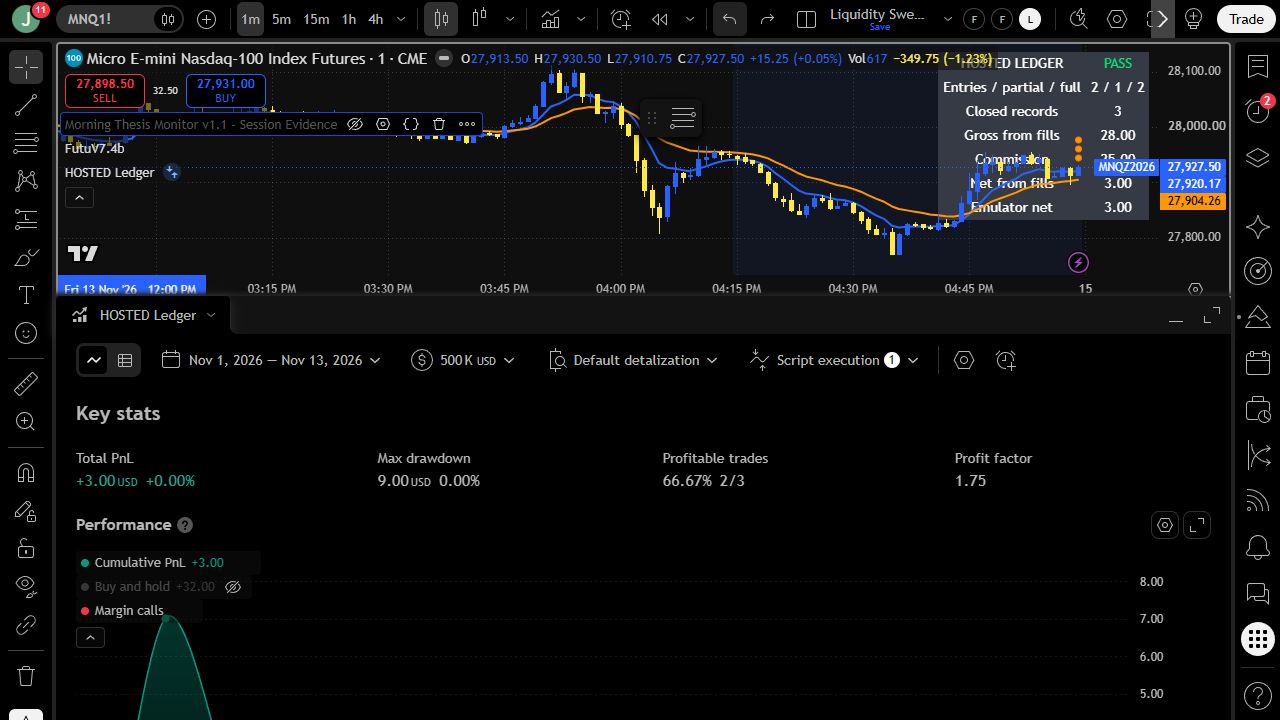 J 11 MNQ1! 1m 5m 15m 1h 4h Liquidity Swe... Save F F L Trade
100 Micro E-mini Nasdaq-100 Index Futures · 1 · CME O27,913.50 H27,930.50 L27,910.75 C27,927.50 +15.25 (+0.05%) Vol617 −349.75 (−1.23%)
27,898.50 SELL 32.50 27,931.00 BUY
Morning Thesis Monitor v1.1 - Session Evidence
FutuV7.4b
HOSTED Ledger
HOSTED LEDGER PASS
Entries / partial / full 2 / 1 / 2
Closed records 3
Gross from fills 28.00
Commission 25.00
Net from fills 3.00
Emulator net 3.00
28,100.00
28,000.00
MNQZ2026 27,927.50
27,920.17
27,904.26
27,800.00
Fri 13 Nov '26 12:00 PM 03:15 PM 03:30 PM 03:45 PM 04:00 PM 04:15 PM 04:30 PM 04:45 PM 15
2
HOSTED Ledger
Nov 1, 2026 — Nov 13, 2026 500 K USD Default detalization Script execution 1
Key stats
Total PnL Max drawdown Profitable trades Profit factor
+3.00 USD +0.00% 9.00 USD 0.00% 66.67% 2/3 1.75
Performance ?
Cumulative PnL +3.00
Buy and hold +32.00
Margin calls
8.00
7.00
6.00
5.00